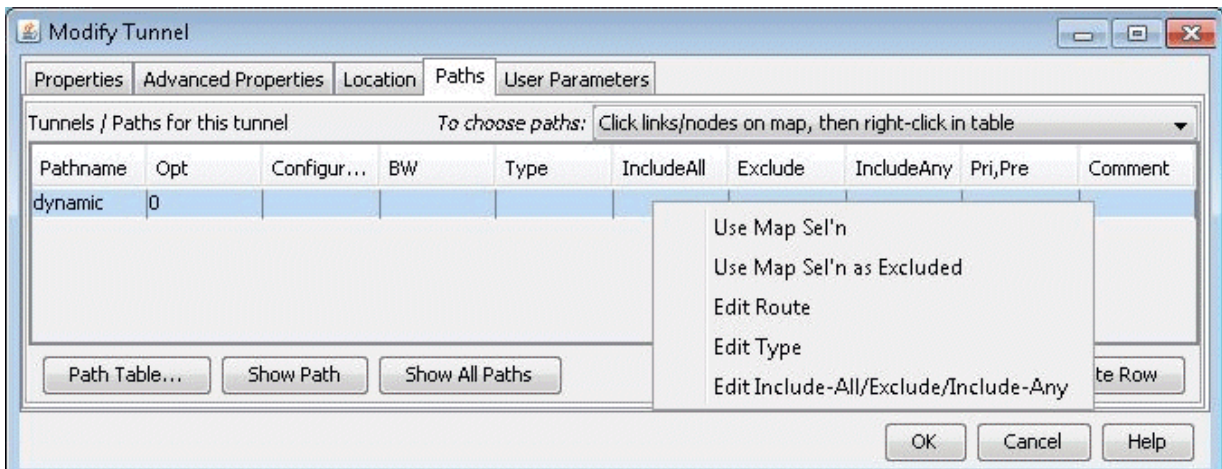 Modify Tunnel
Properties Advanced Properties Location Paths User Parameters
Tunnels / Paths for this tunnel To choose paths: Click links/nodes on map, then right-click in table
Pathname Opt Configur... BW Type IncludeAll Exclude IncludeAny Pri,Pre Comment
dynamic 0
Use Map Sel'n
Use Map Sel'n as Excluded
Edit Route
Edit Type
Edit Include-All/Exclude/Include-Any
Path Table... Show Path Show All Paths te Row
OK Cancel Help